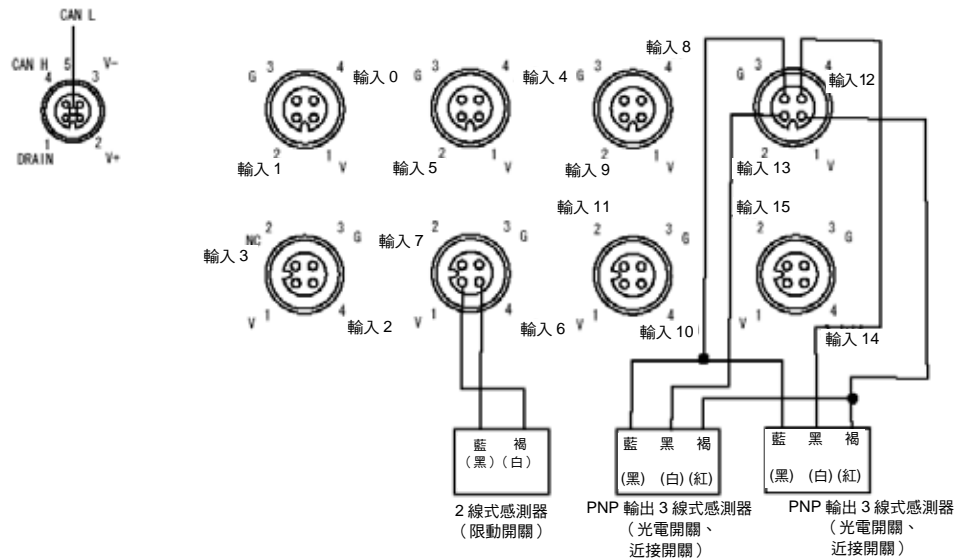 CAN L
CAN H 5 V-
4 3
1 2
DRAIN V+
G 3 4 輸入 0
輸入 1 2 1 V
G 3 4 輸入 4
輸入 5 2 1 V
G 3 4 輸入 8
輸入 9 2 1 V
G 3 4 輸入 12
輸入 13 2 1 V
NC 2 3 G
輸入 3
V 1 4 輸入 2
輸入 7 2 3 G
V 1 4 輸入 6
輸入 11 2 3 G
V 1 4 輸入 10
輸入 15 2 3 G
V 1 4 輸入 14
藍 褐
(黑) (白)
2 線式感測器
(限動開關)
藍 黑 褐
(黑) (白) (紅)
PNP 輸出 3 線式感測器
(光電開關、
近接開關)
藍 黑 褐
(黑) (白) (紅)
PNP 輸出 3 線式感測器
(光電開關、
近接開關)